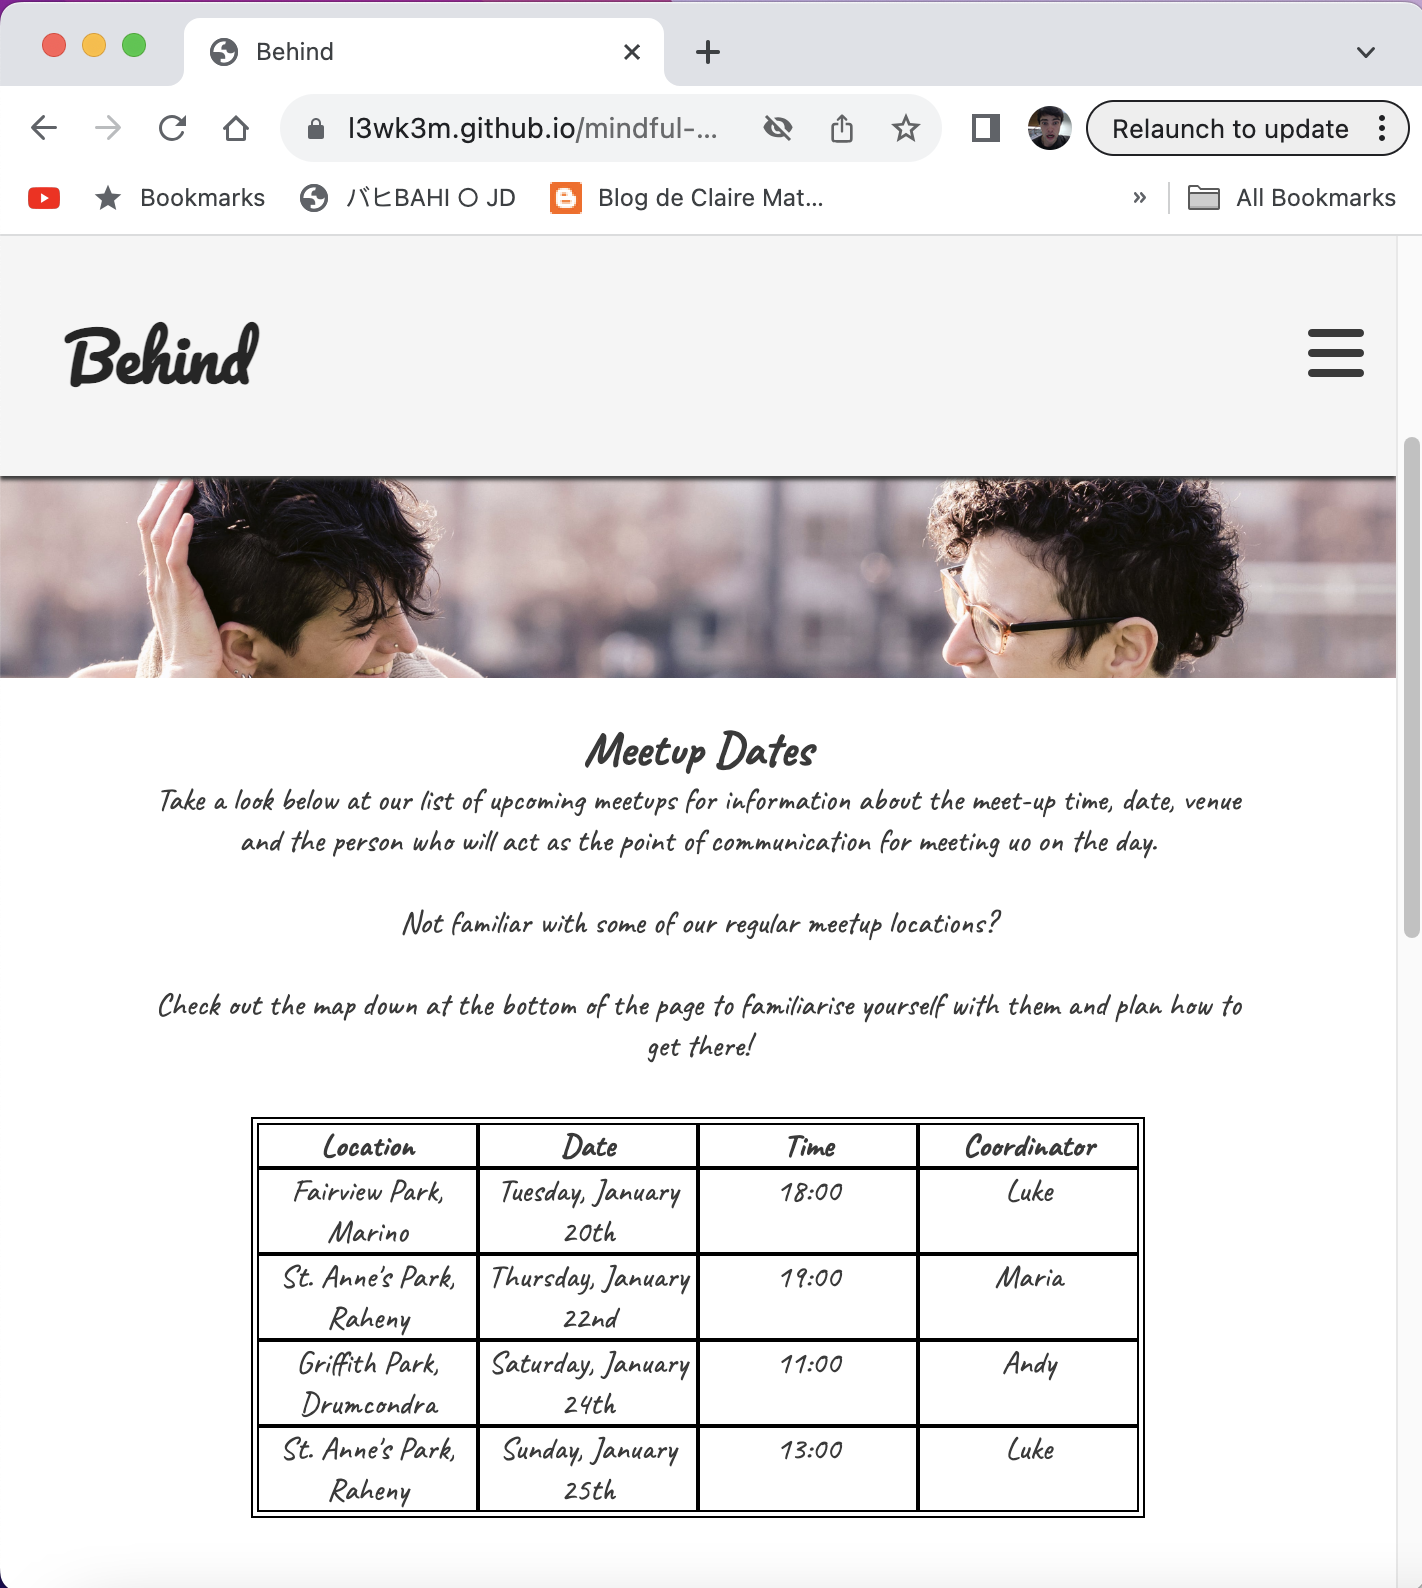 Behind
l3wk3m.github.io/mindful-...
Relaunch to update
Bookmarks
バヒBAHI 〇 JD
Blog de Claire Mat...
»
All Bookmarks
Behind
Meetup Dates
Take a look below at our list of upcoming meetups for information about the meet-up time, date, venue
and the person who will act as the point of communication for meeting uo on the day.
Not familiar with some of our regular meetup locations?
Check out the map down at the bottom of the page to familiarise yourself with them and plan how to
get there!
Location Date Time Coordinator
Fairview Park, Tuesday, January 18:00 Luke
Marino 20th
St. Anne's Park, Thursday, January 19:00 Maria
Raheny 22nd
Griffith Park, Saturday, January 11:00 Andy
Drumcondra 24th
St. Anne's Park, Sunday, January 13:00 Luke
Raheny 25th